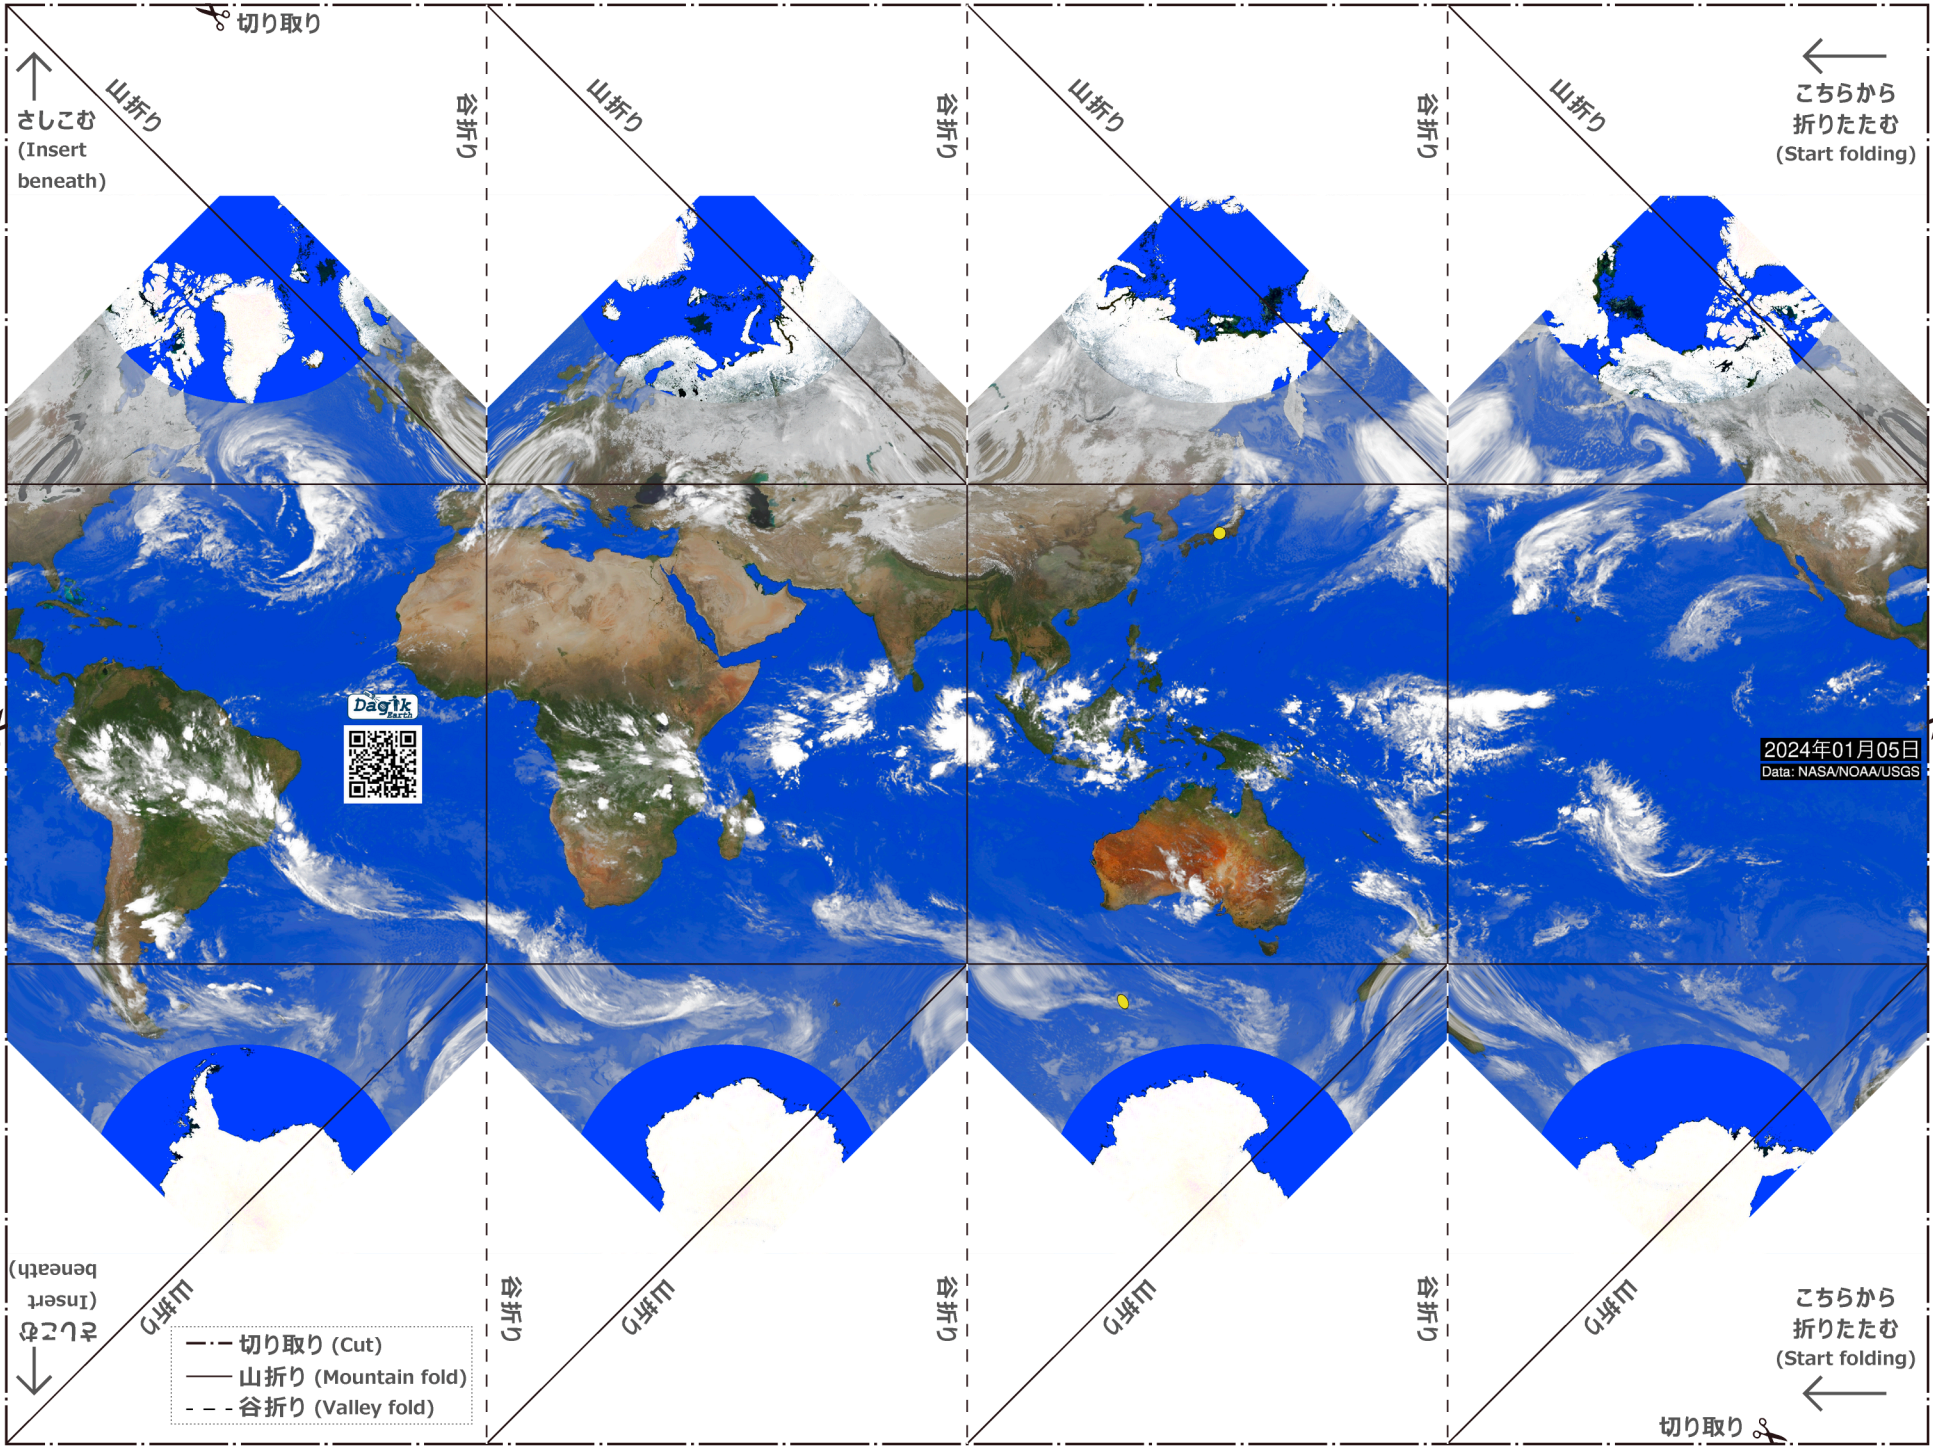 切り取り
山折り
谷折り
山折り
谷折り
山折り
谷折り
山折り
さしこむ
(Insert
beneath)
こちらから
折りたたむ
(Start folding)
Dagik
Earth
2024年01月05日
Data: NASA/NOAA/USGS
さしこむ
(Insert
beneath)
山折り
谷折り
山折り
谷折り
山折り
谷折り
山折り
切り取り (Cut)
山折り (Mountain fold)
谷折り (Valley fold)
こちらから
折りたたむ
(Start folding)
切り取り